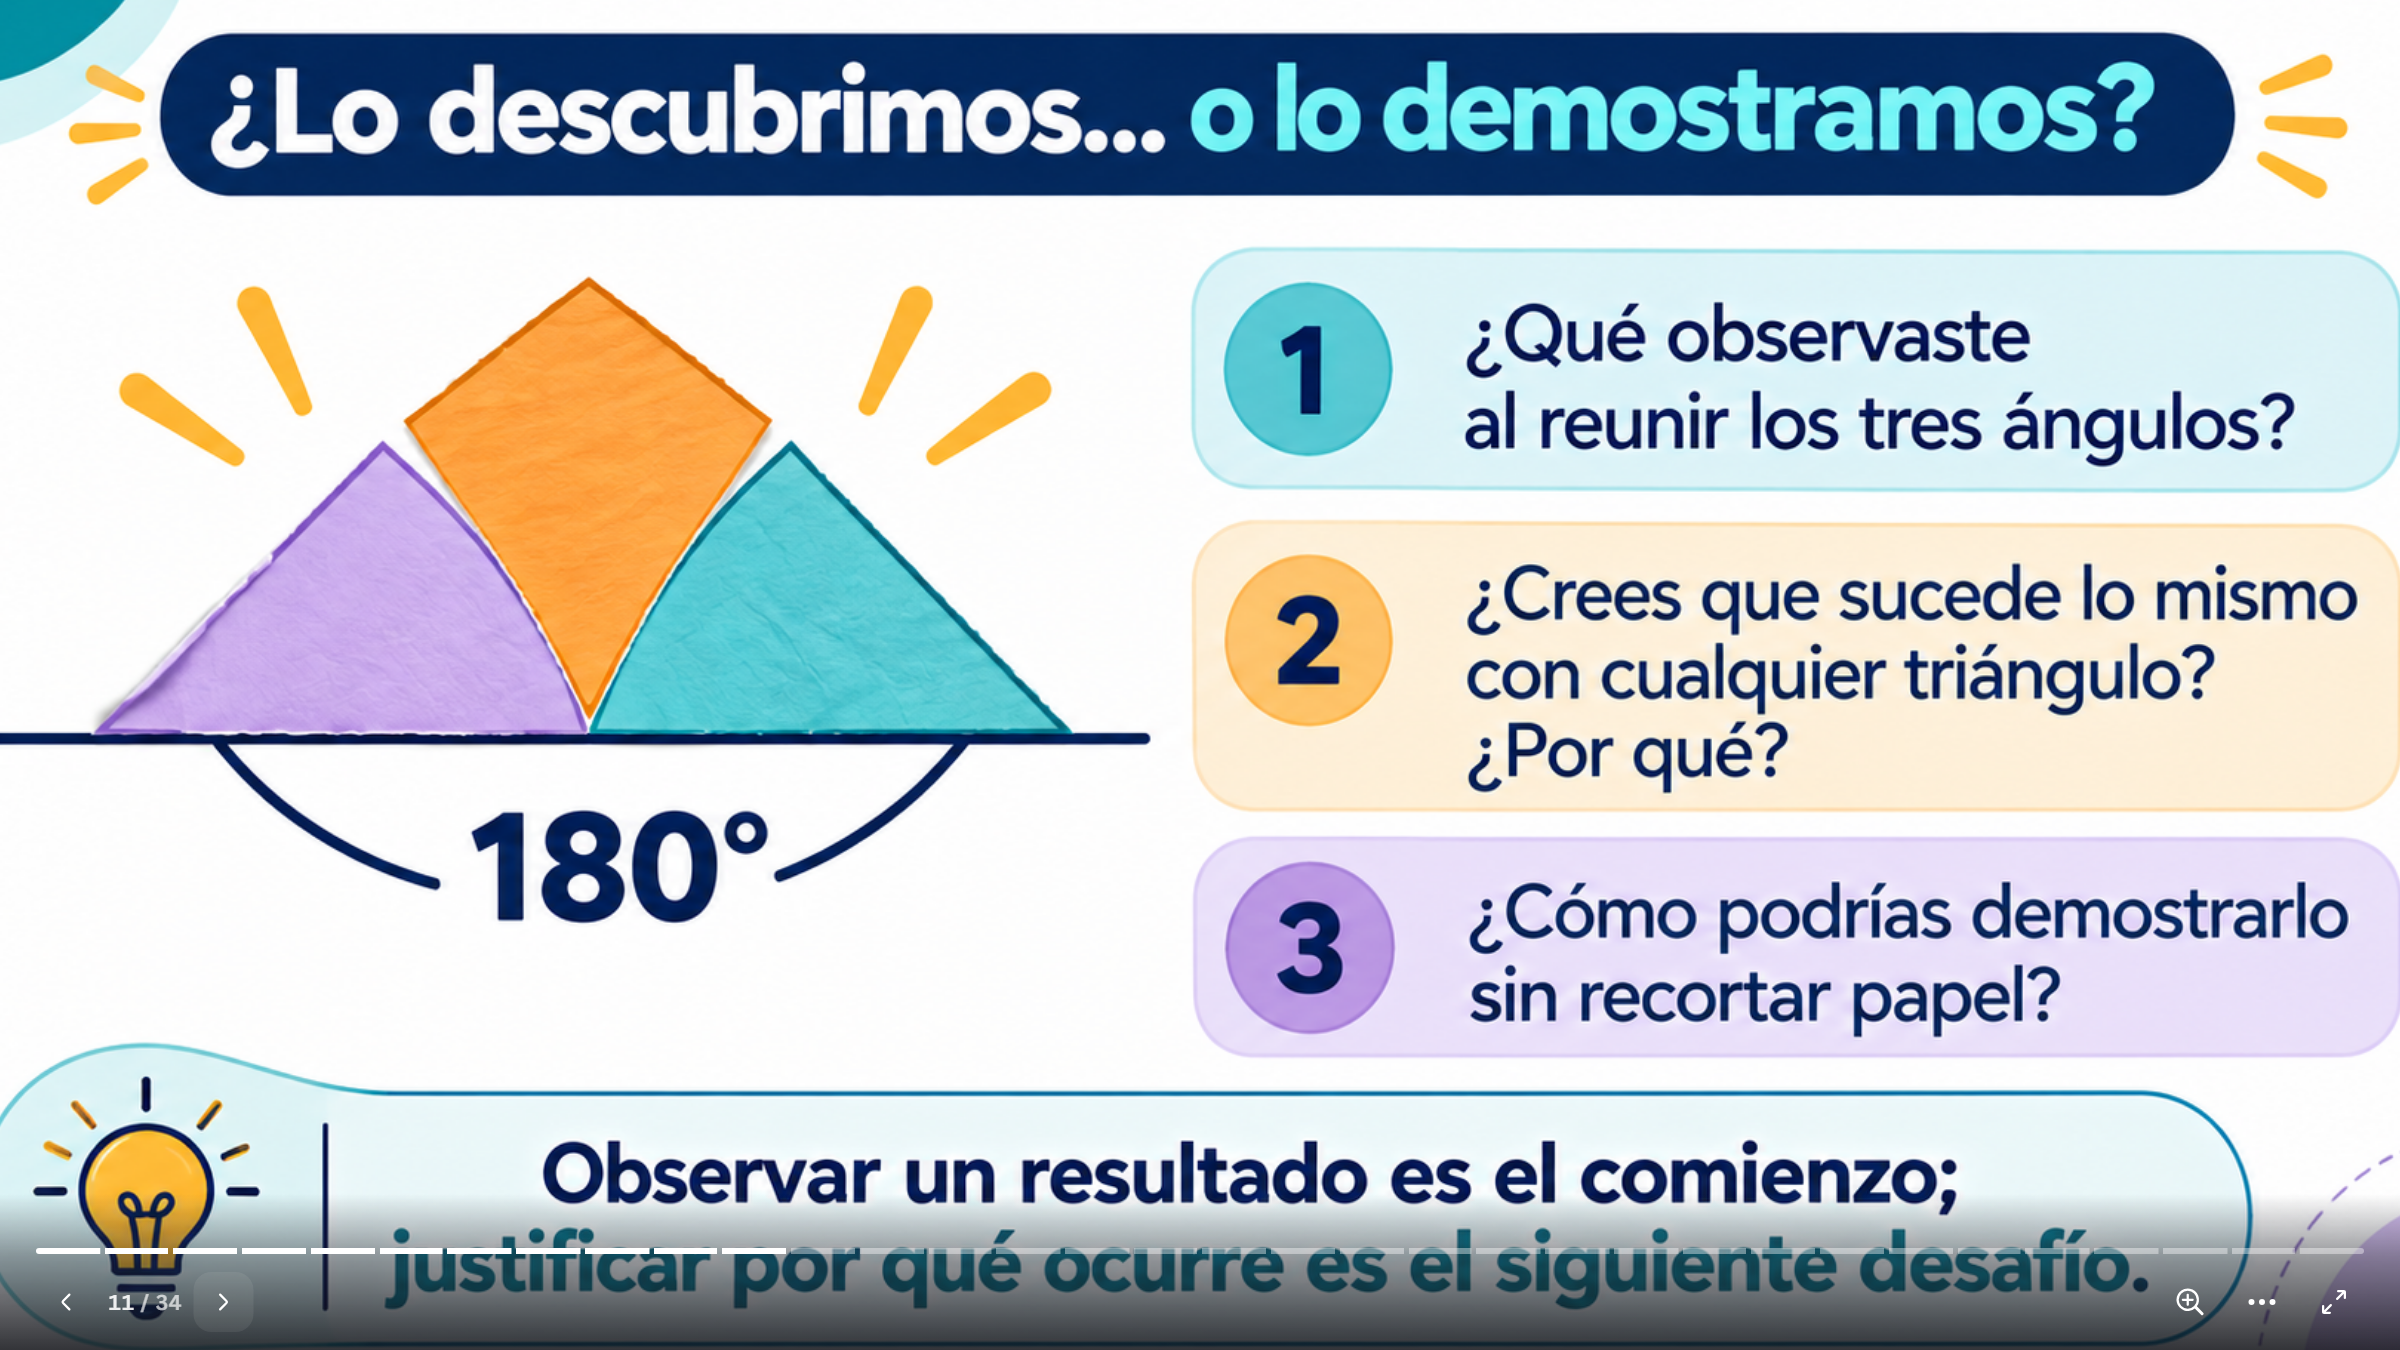 ¿Lo descubrimos... o lo demostramos?
1
¿Qué observaste
al reunir los tres ángulos?
2
¿Crees que sucede lo mismo
con cualquier triángulo?
¿Por qué?
3
¿Cómo podrías demostrarlo
sin recortar papel?
180°
Observar un resultado es el comienzo;
justificar por qué ocurre es el siguiente desafío.
11 / 34